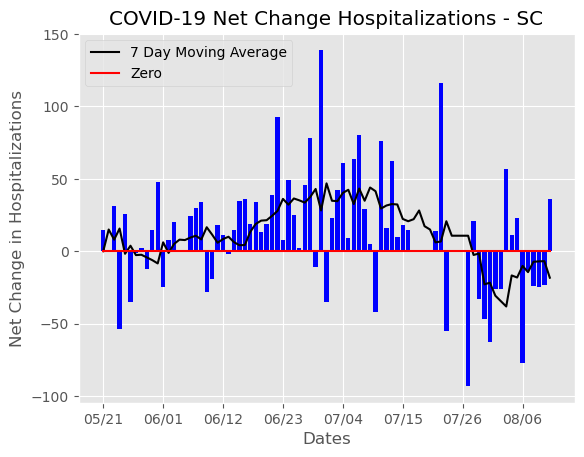 COVID-19 Net Change Hospitalizations - SC
7 Day Moving Average
Zero
Net Change in Hospitalizations
150
100
50
0
−50
−100
05/21 06/01 06/12 06/23 07/04 07/15 07/26 08/06
Dates